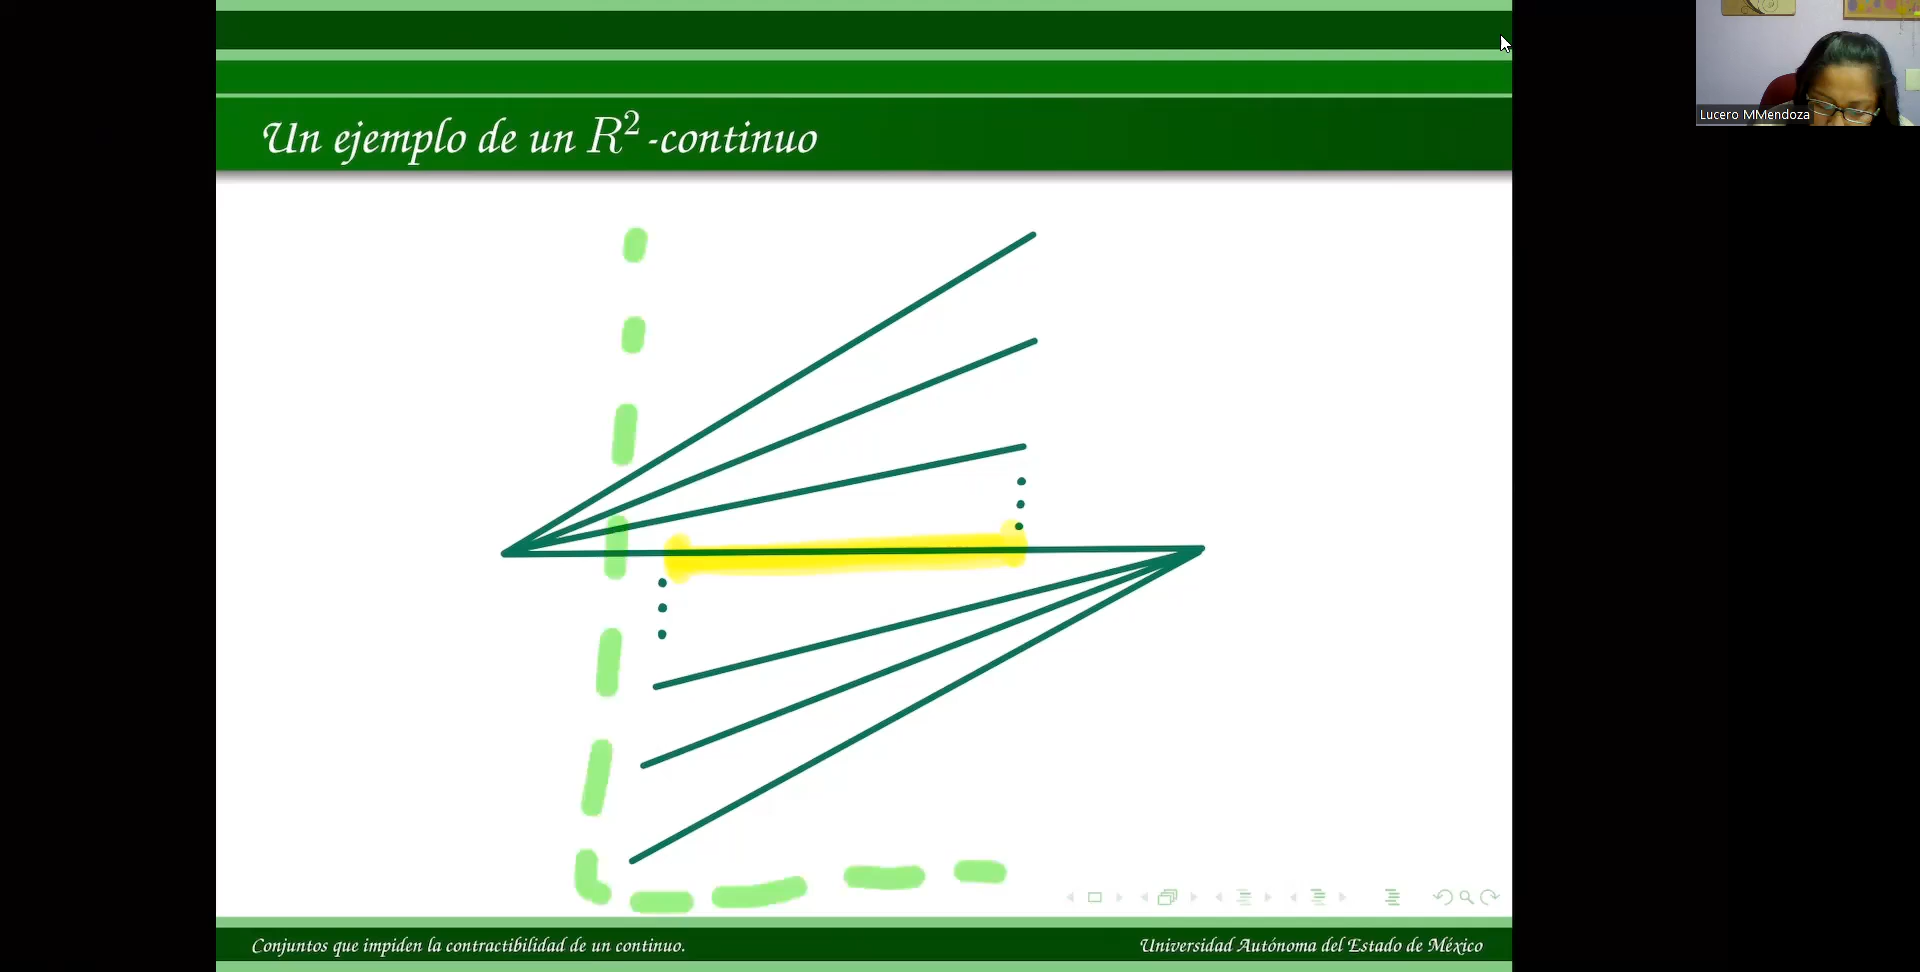 Un ejemplo de un R²-continuo
Lucero MMendoza
Conjuntos que impiden la contractibilidad de un continuo.
Universidad Autónoma del Estado de México